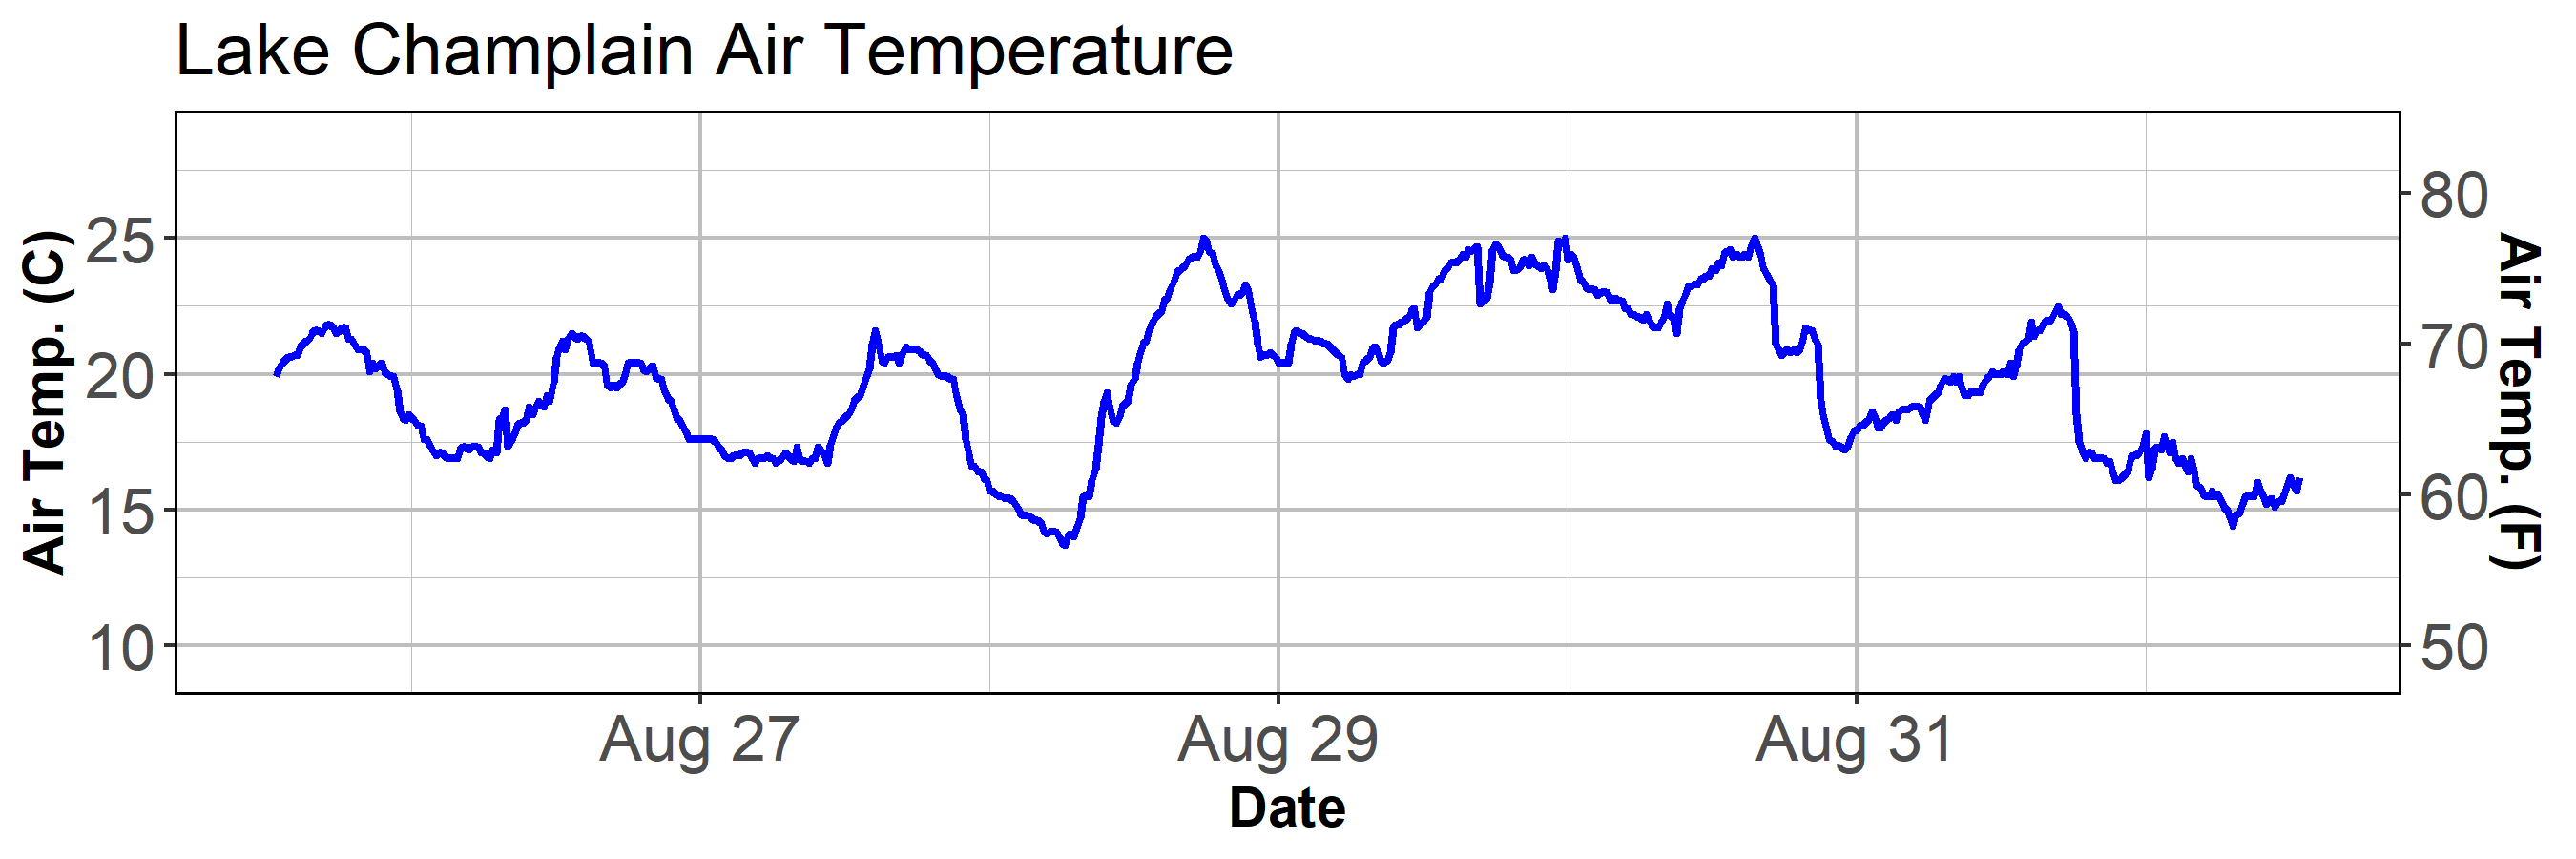 Lake Champlain Air Temperature
Air Temp. (C)
25
20
15
10
80
70
60
50
Air Temp. (F)
Aug 27
Aug 29
Aug 31
Date